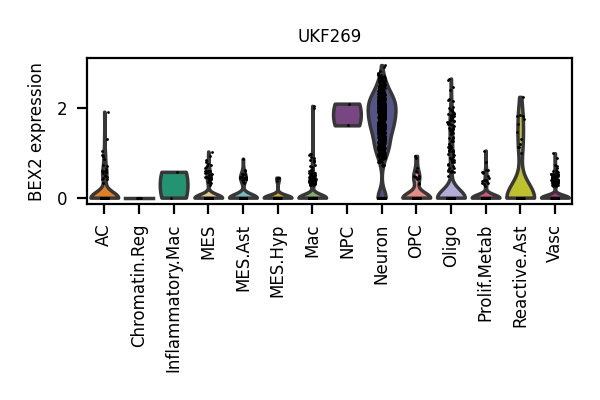 UKF269
BEX2 expression
2
0
AC
Chromatin.Reg
Inflammatory.Mac
MES
MES.Ast
MES.Hyp
Mac
NPC
Neuron
OPC
Oligo
Prolif.Metab
Reactive.Ast
Vasc